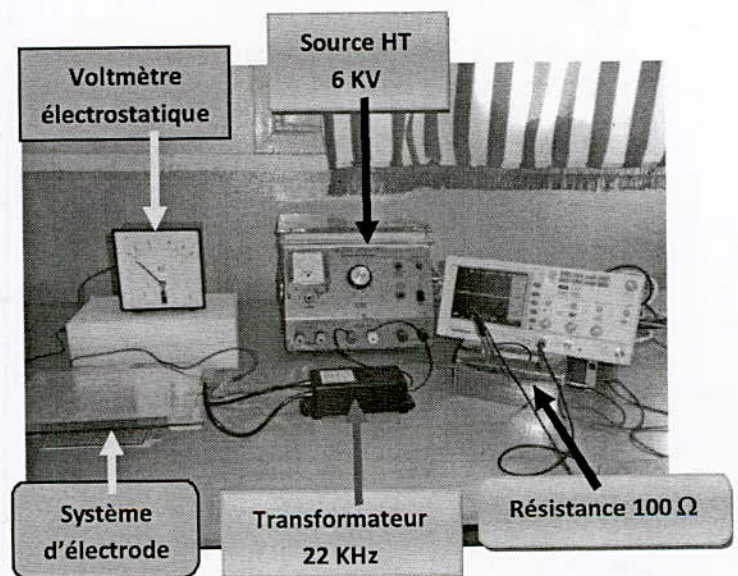 Source HT
6 KV
Voltmètre
électrostatique
Système
d'électrode
Transformateur
22 KHz
Résistance 100 Ω